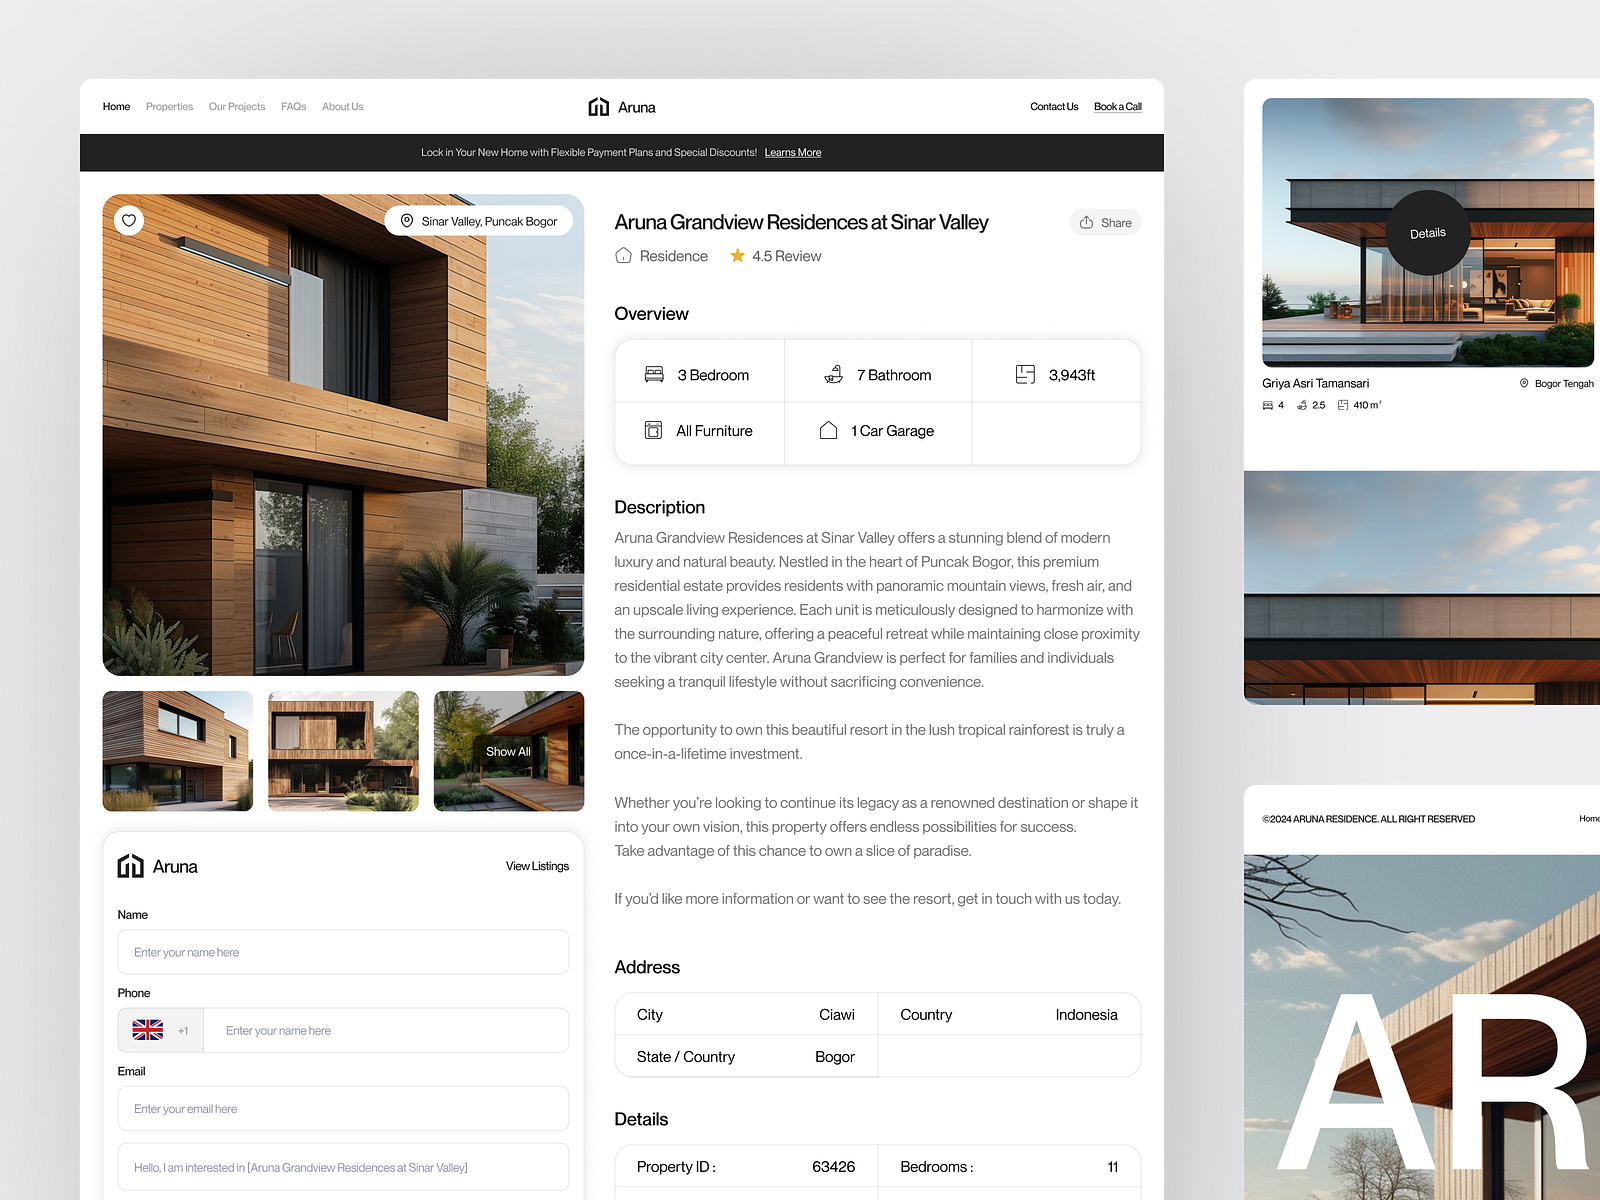 Home Properties Our Projects FAQs About Us
Aruna
Contact Us Book a Call
Lock in Your New Home with Flexible Payment Plans and Special Discounts! Learns More
Sinar Valley, Puncak Bogor
Show All
Aruna
View Listings
Name
Enter your name here
Phone
+1 Enter your name here
Email
Enter your email here
Hello, I am interested in [Aruna Grandview Residences at Sinar Valley]
Aruna Grandview Residences at Sinar Valley
Share
Residence 4.5 Review
Overview
3 Bedroom 7 Bathroom 3,943ft
All Furniture 1 Car Garage
Description
Aruna Grandview Residences at Sinar Valley offers a stunning blend of modern
luxury and natural beauty. Nestled in the heart of Puncak Bogor, this premium
residential estate provides residents with panoramic mountain views, fresh air, and
an upscale living experience. Each unit is meticulously designed to harmonize with
the surrounding nature, offering a peaceful retreat while maintaining close proximity
to the vibrant city center. Aruna Grandview is perfect for families and individuals
seeking a tranquil lifestyle without sacrificing convenience.
The opportunity to own this beautiful resort in the lush tropical rainforest is truly a
once-in-a-lifetime investment.
Whether you're looking to continue its legacy as a renowned destination or shape it
into your own vision, this property offers endless possibilities for success.
Take advantage of this chance to own a slice of paradise.
If you'd like more information or want to see the resort, get in touch with us today.
Address
City Ciawi Country Indonesia
State / Country Bogor
Details
Property ID : 63426 Bedrooms : 11
Details
Griya Asri Tamansari
Bogor Tengah
4 2.5 410 m²
©2024 ARUNA RESIDENCE. ALL RIGHT RESERVED
Home
AR